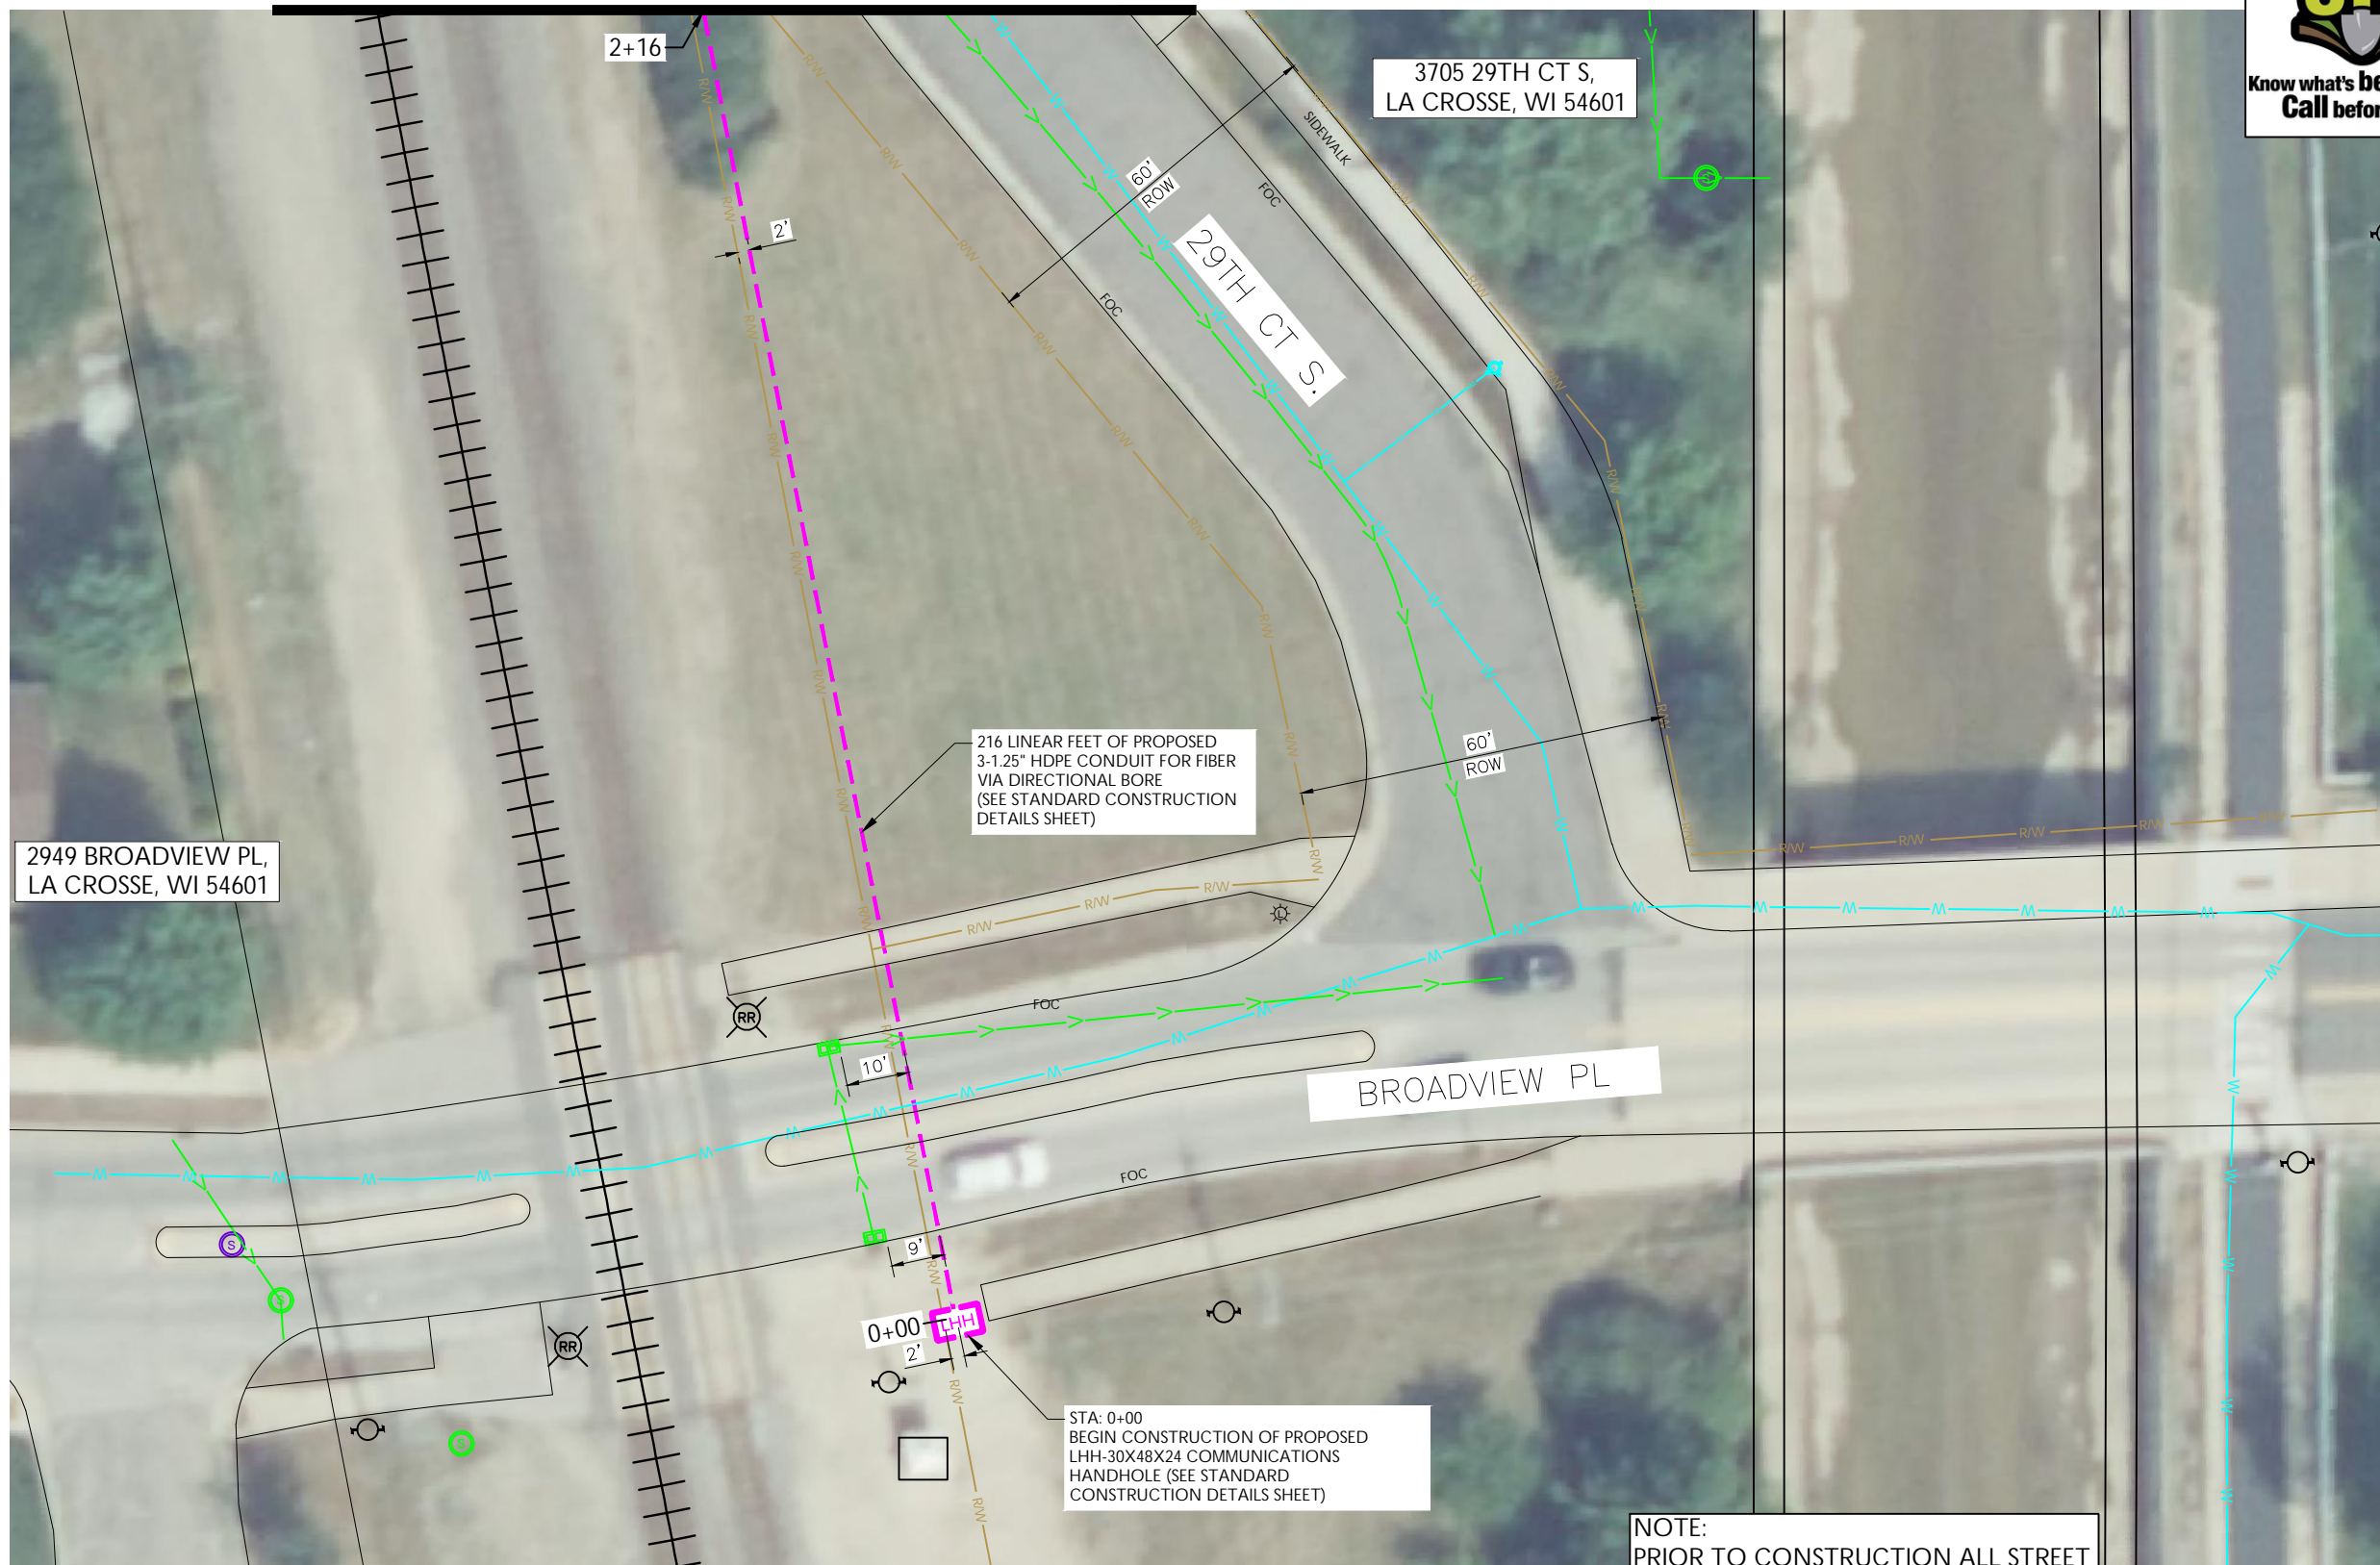 2+16
3705 29TH CT S,
LA CROSSE, WI 54601
Know what's be
Call befor
SIDEWALK
FOC
60'
ROW
2'
FOC
29TH CT S.
216 LINEAR FEET OF PROPOSED
3-1.25" HDPE CONDUIT FOR FIBER
VIA DIRECTIONAL BORE
(SEE STANDARD CONSTRUCTION
DETAILS SHEET)
60'
ROW
2949 BROADVIEW PL,
LA CROSSE, WI 54601
R/W
W
S
L
RR
FOC
10'
BROADVIEW PL
FOC
9'
0+00
LHH
2'
RR
STA: 0+00
BEGIN CONSTRUCTION OF PROPOSED
LHH-30X48X24 COMMUNICATIONS
HANDHOLE (SEE STANDARD
CONSTRUCTION DETAILS SHEET)
NOTE:
PRIOR TO CONSTRUCTION ALL STREET